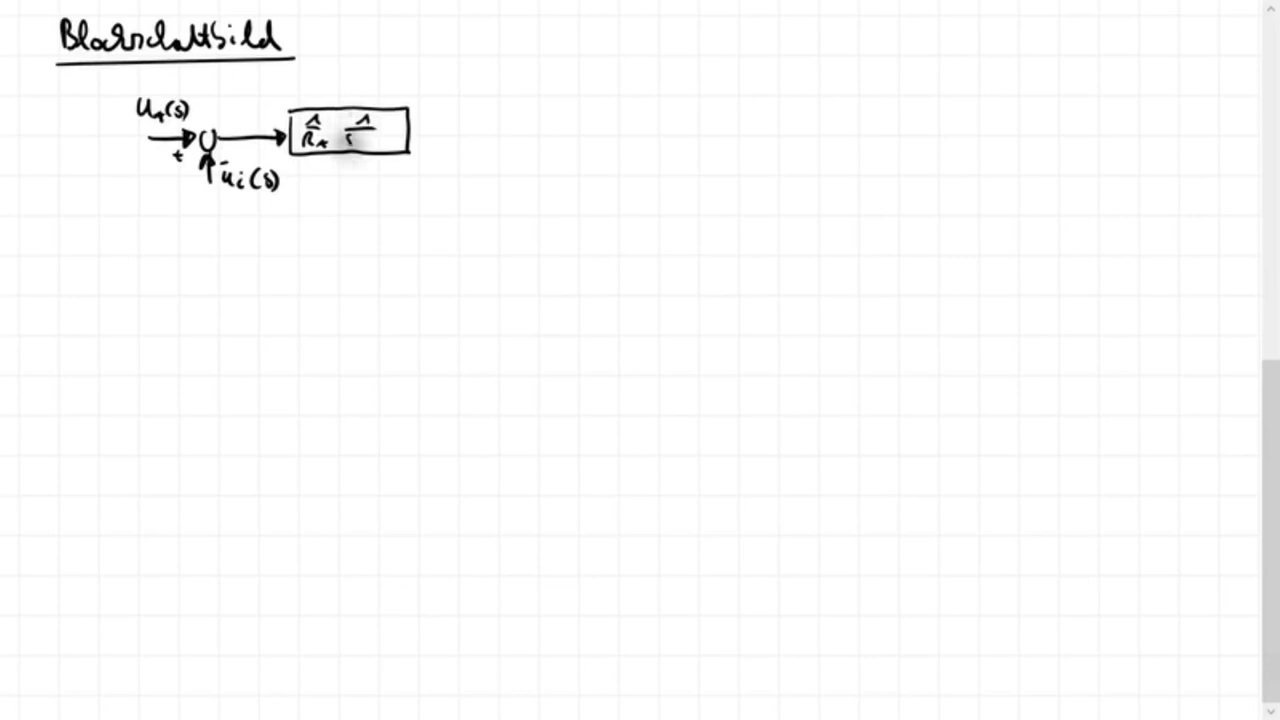 Blockschaltbild
U_A(s)
1/R_A 1/
+ -
u_i(s)